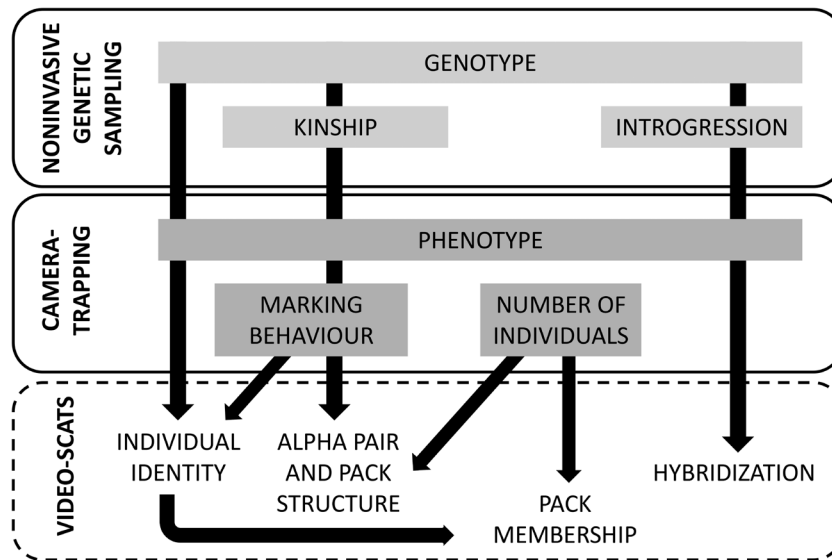 NONINVASIVE
GENETIC
SAMPLING
GENOTYPE
KINSHIP
INTROGRESSION
CAMERA-
TRAPPING
PHENOTYPE
MARKING
BEHAVIOUR
NUMBER OF
INDIVIDUALS
VIDEO-SCATS
INDIVIDUAL
IDENTITY
ALPHA PAIR
AND PACK
STRUCTURE
PACK
MEMBERSHIP
HYBRIDIZATION